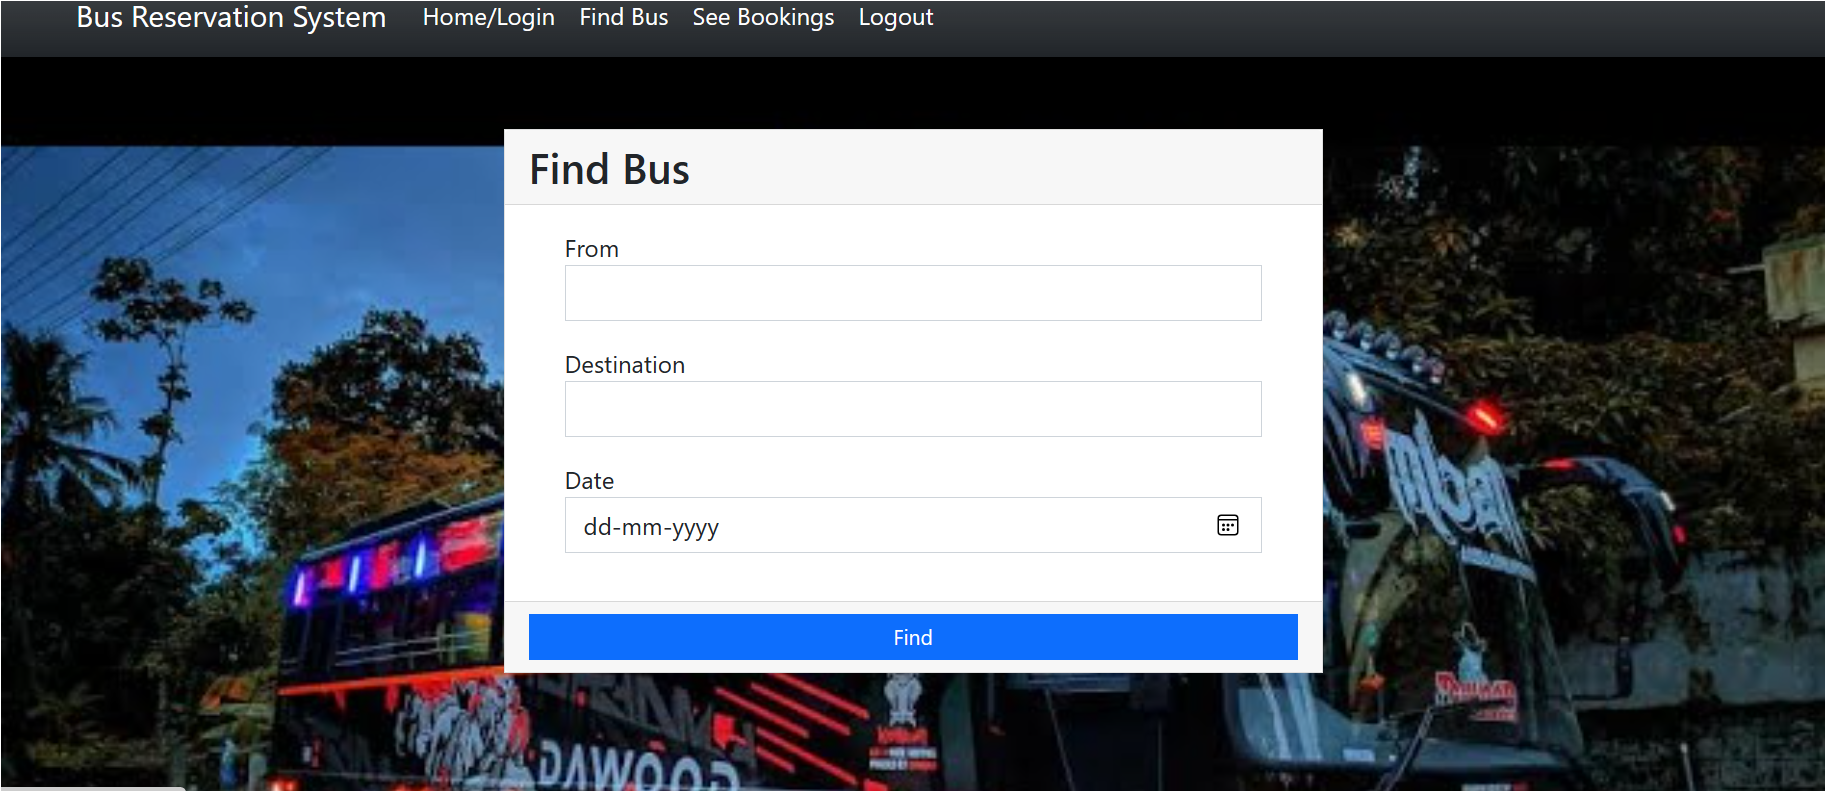 Bus Reservation System Home/Login Find Bus See Bookings Logout
Find Bus
From
Destination
Date
dd-mm-yyyy
Find
DAWOOD